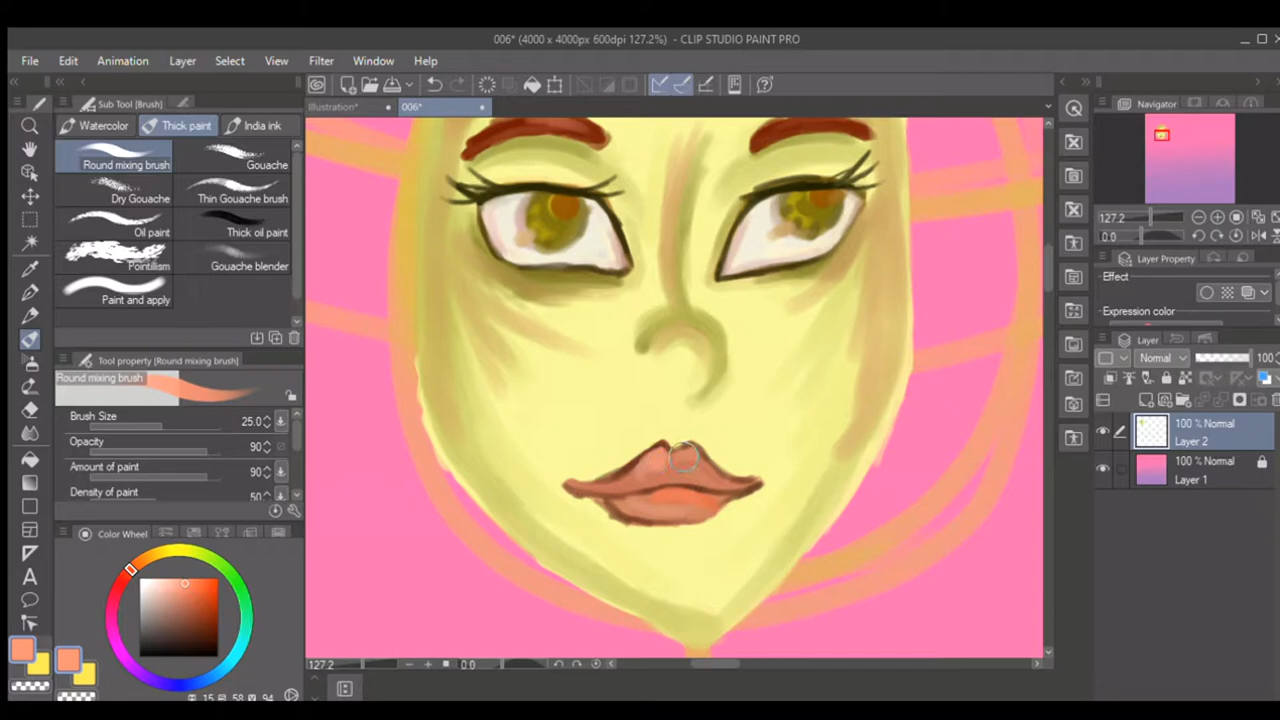 006* (4000 x 4000px 600dpi 127.2%) - CLIP STUDIO PAINT PRO
File Edit Animation Layer Select View Filter Window Help
Illustration* 006*
Sub Tool [Brush]
Watercolor Thick paint India ink
Round mixing brush Gouache
Dry Gouache Thin Gouache brush
Oil paint Thick oil paint
Pointillism Gouache blender
Paint and apply
Tool property [Round mixing brush]
Round mixing brush
Brush Size 25.0
Opacity 90
Amount of paint 90
Density of paint 50
Color Wheel
15 58 94
127.2 0.0
Navigator
127.2
0.0
Layer Property
Effect
Expression color
Layer
Normal 100
100 % Normal
Layer 2
100 % Normal
Layer 1